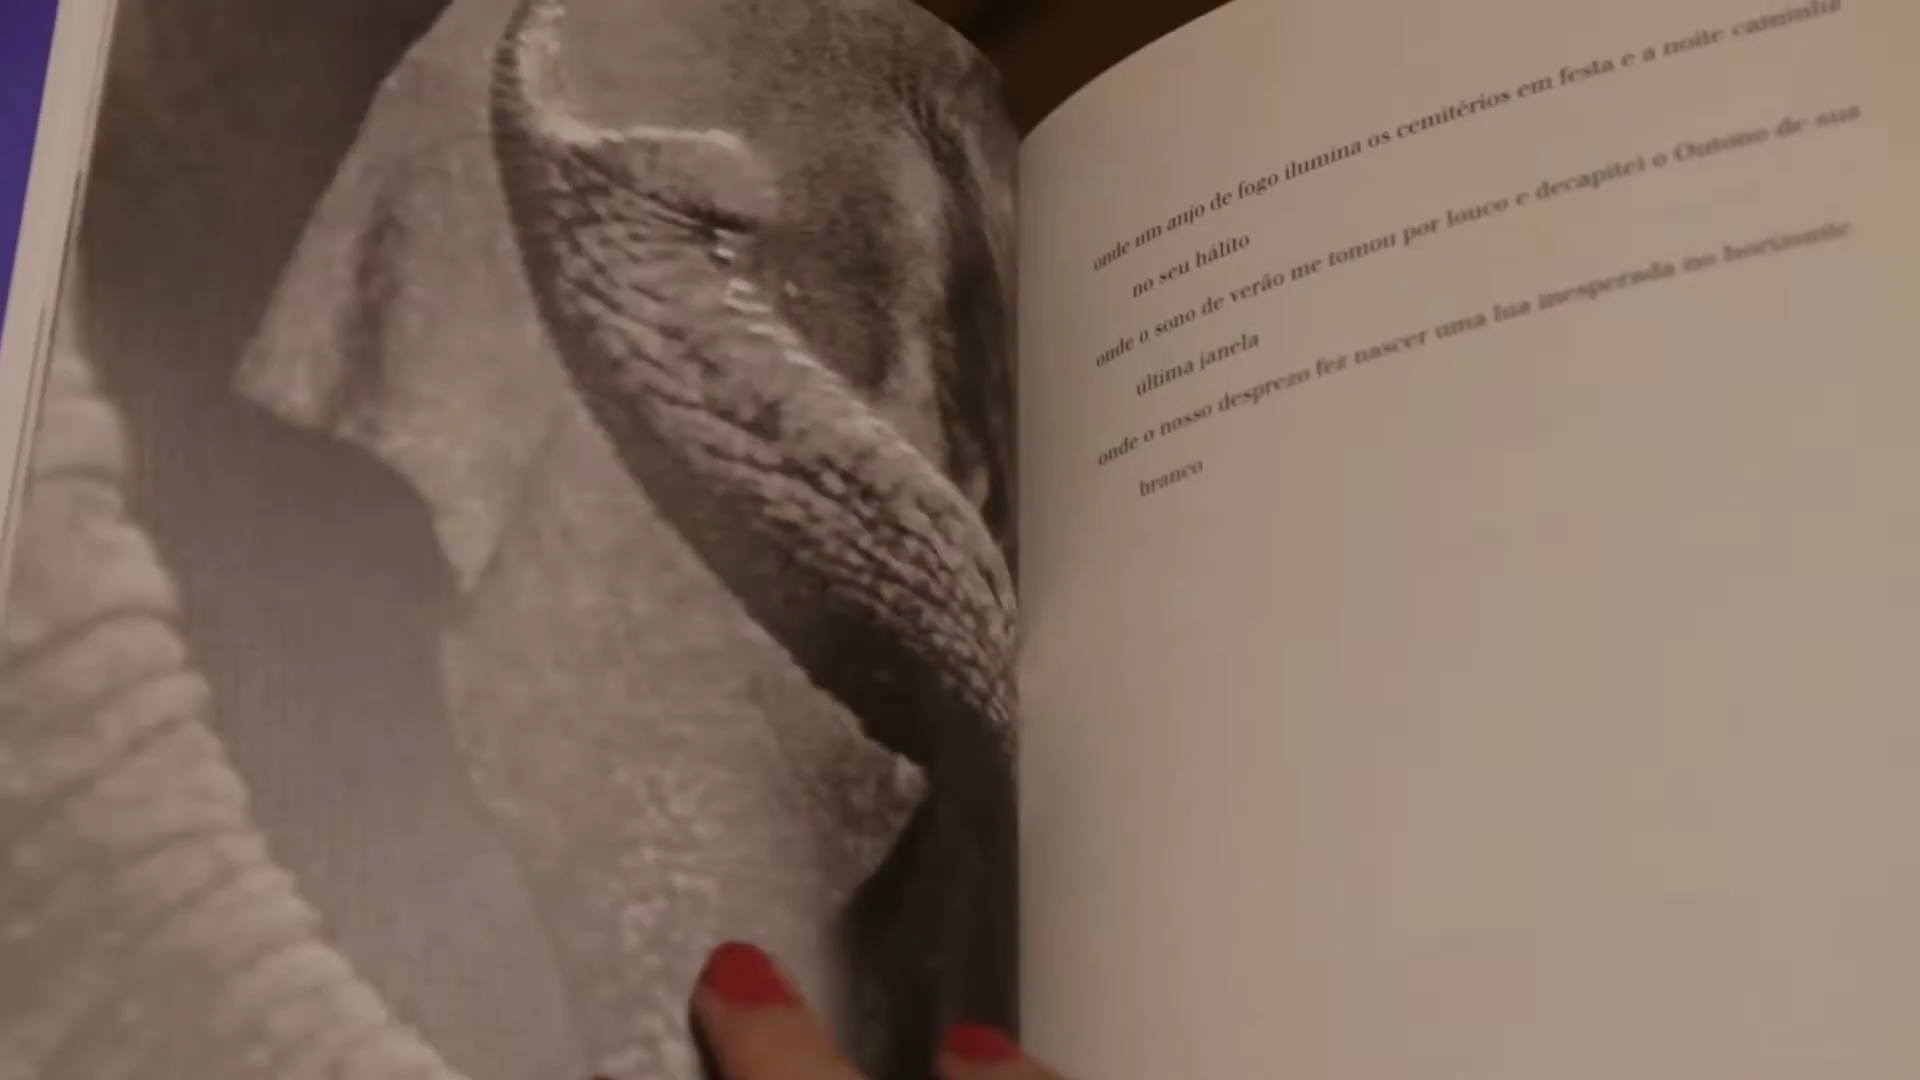 onde um anjo de fogo ilumina os cemitérios em festa e a noite caminha
no seu hálito
onde o sono de verão me tomou por louco e decapitei o Outono de sua
última janela
onde o nosso desprezo fez nascer uma lua inesperada no horizonte
branco